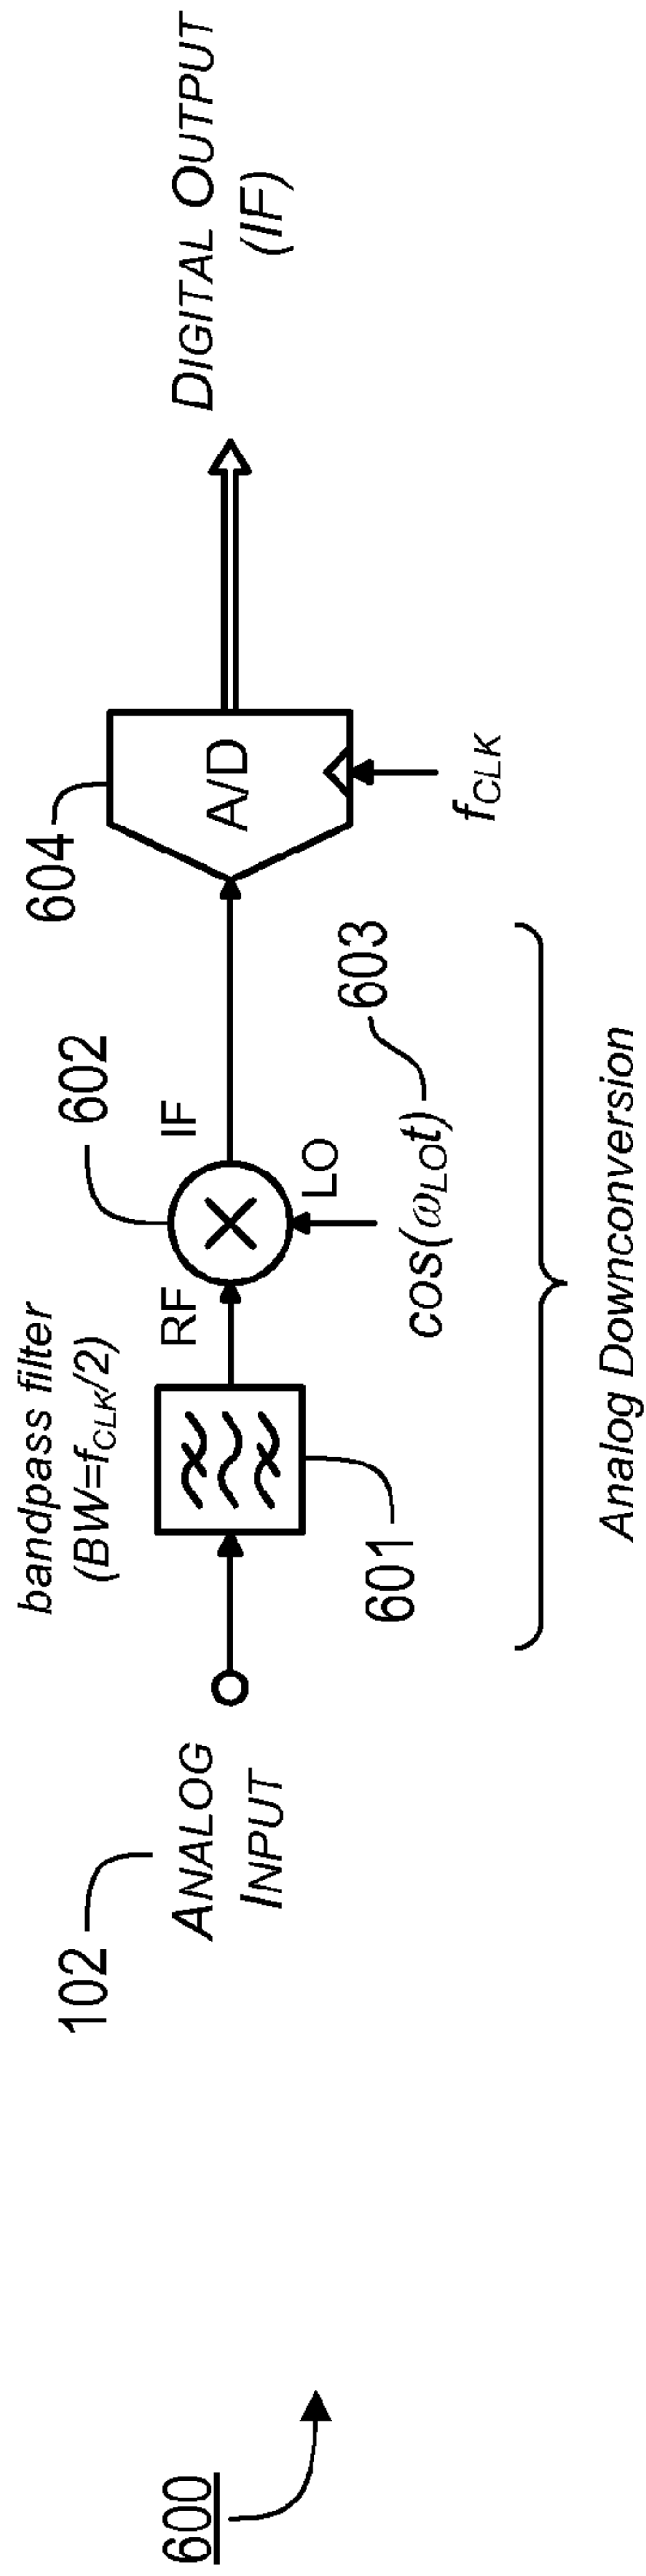 bandpass filter
(BW=fCLK/2)
602
604
102
ANALOG
INPUT
RF
IF
A/D
DIGITAL OUTPUT
(IF)
LO
601
cos(ωLOt)
603
fCLK
Analog Downconversion
600